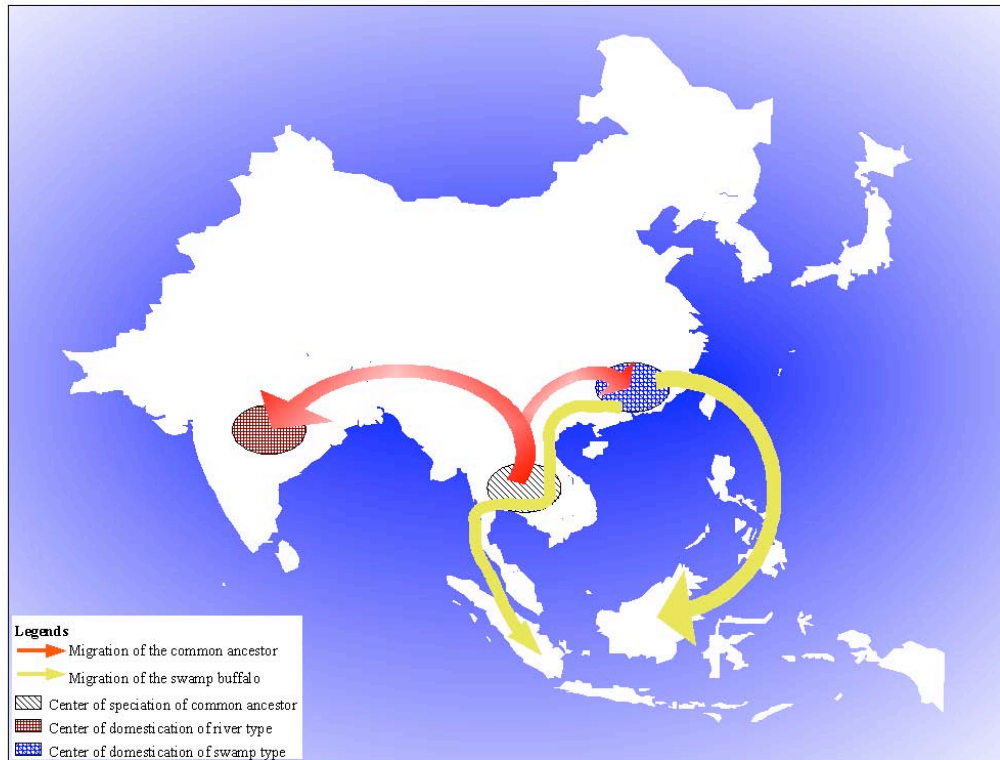 Legends
Migration of the common ancestor
Migration of the swamp buffalo
Center of speciation of common ancestor
Center of domestication of river type
Center of domestication of swamp type